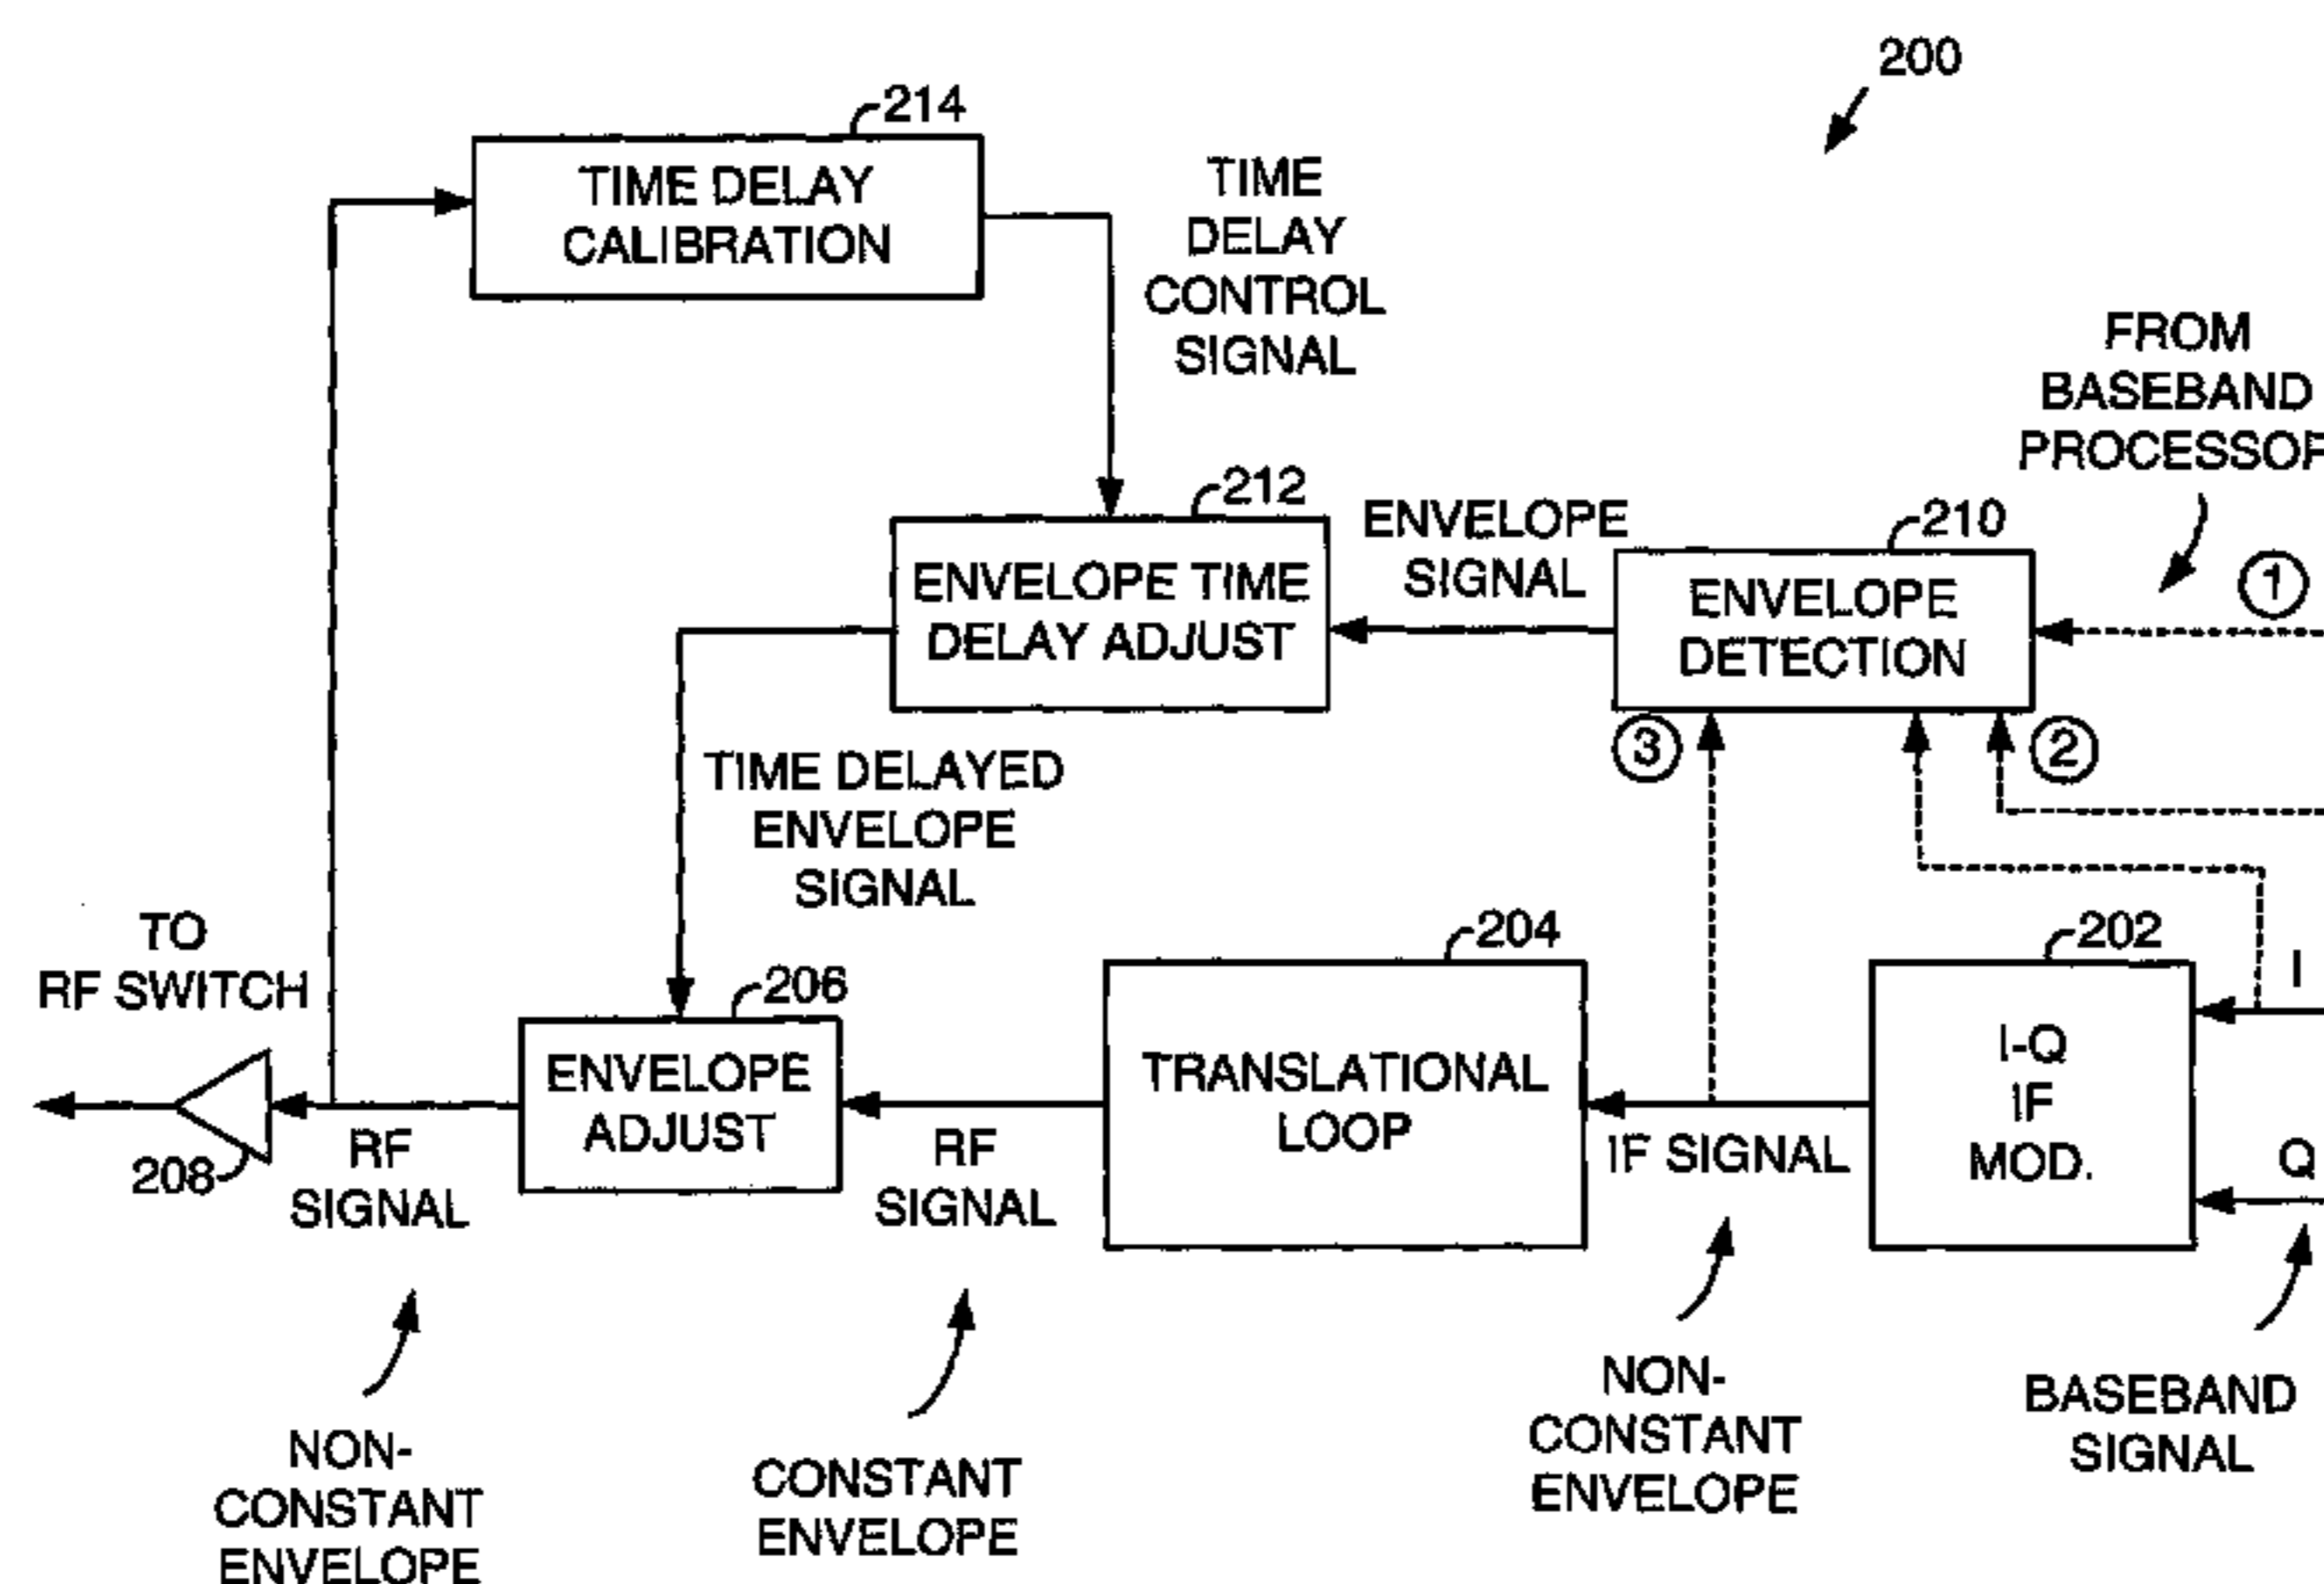 200
214
TIME DELAY
CALIBRATION
TIME
DELAY
CONTROL
SIGNAL
FROM
BASEBAND
PROCESSOR
212
ENVELOPE TIME
DELAY ADJUST
ENVELOPE
SIGNAL
210
ENVELOPE
DETECTION
1
3
2
TIME DELAYED
ENVELOPE
SIGNAL
TO
RF SWITCH
208
RF
SIGNAL
206
ENVELOPE
ADJUST
RF
SIGNAL
204
TRANSLATIONAL
LOOP
IF SIGNAL
202
I-Q
IF
MOD.
I
Q
NON-
CONSTANT
ENVELOPE
CONSTANT
ENVELOPE
NON-
CONSTANT
ENVELOPE
BASEBAND
SIGNAL